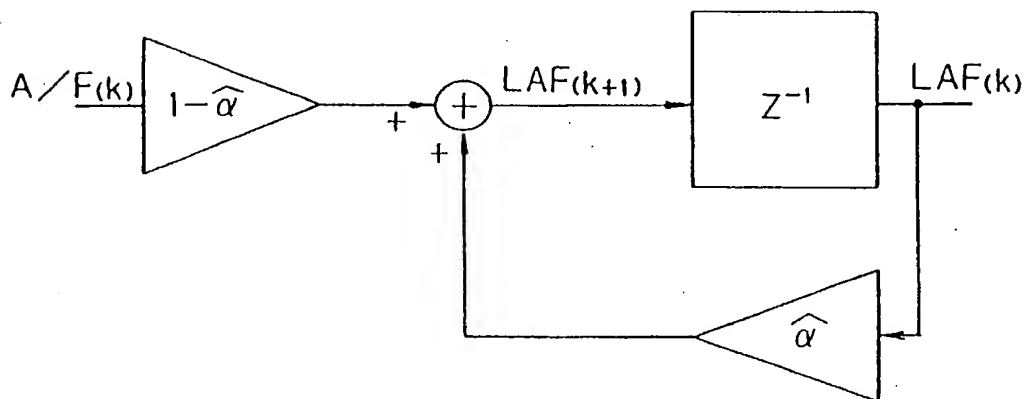 A/F(k)
1-α̂
+
+
+
LAF(k+1)
Z⁻¹
LAF(k)
α̂